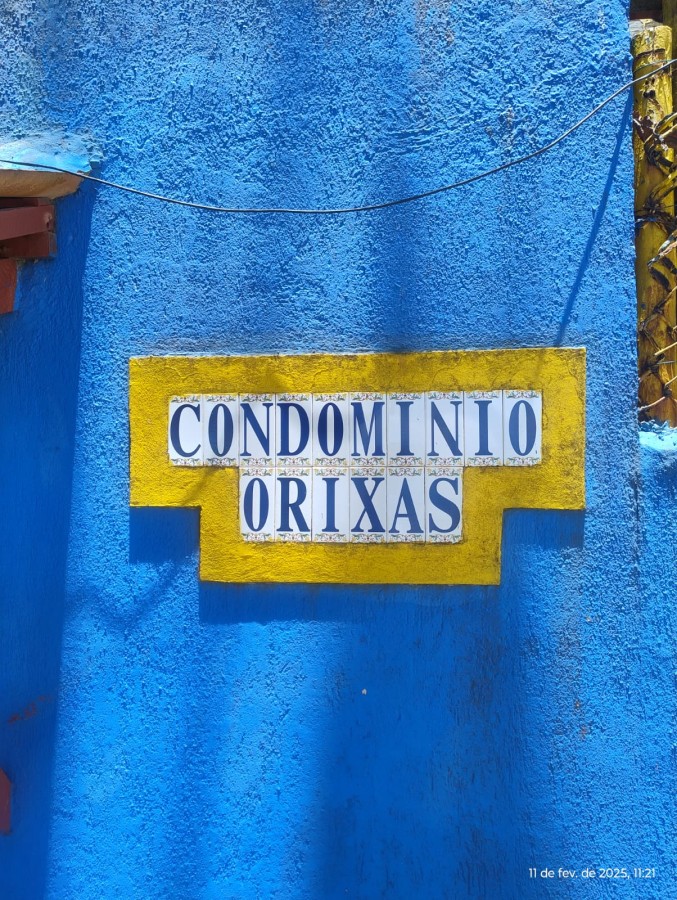 CONDOMINIO
ORIXAS
11 de fev. de 2025, 11:21